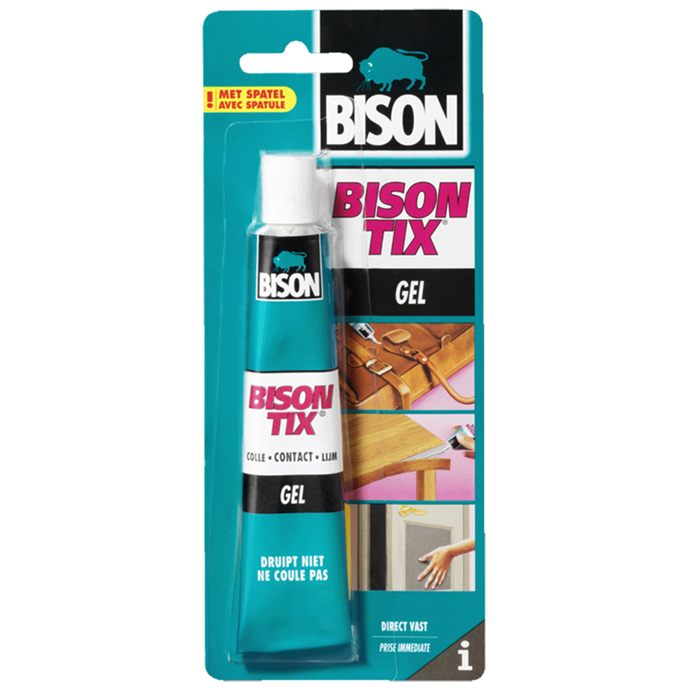 ! MET SPATEL
AVEC SPATULE
BISON
BISON
TIX®
GEL
BISON
BISON
TIX®
COLLE • CONTACT • LIJM
GEL
DRUIPT NIET
NE COULE PAS
DIRECT VAST
PRISE IMMEDIATE
i